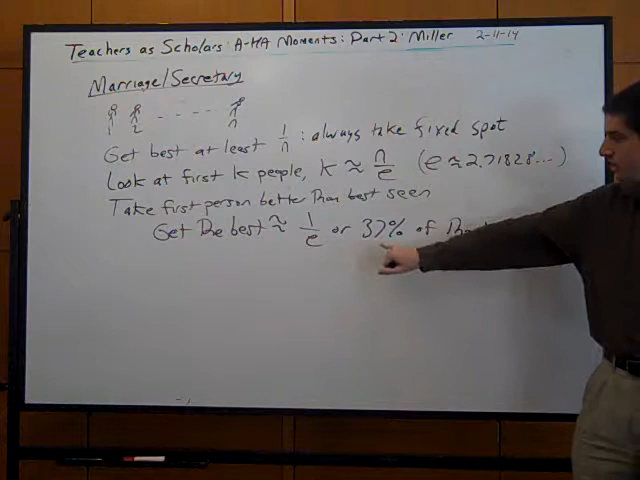 Teachers as Scholars: A-HA Moments: Part 2: Miller 2-11-14
Marriage/Secretary
1 2 - - - - n
Get best at least 1/n : always take fixed spot
Look at first k people, k ≈ n/e (e ≈ 2.71828...)
Take first person better than best seen
Get the best ≈ 1/e or 37% of